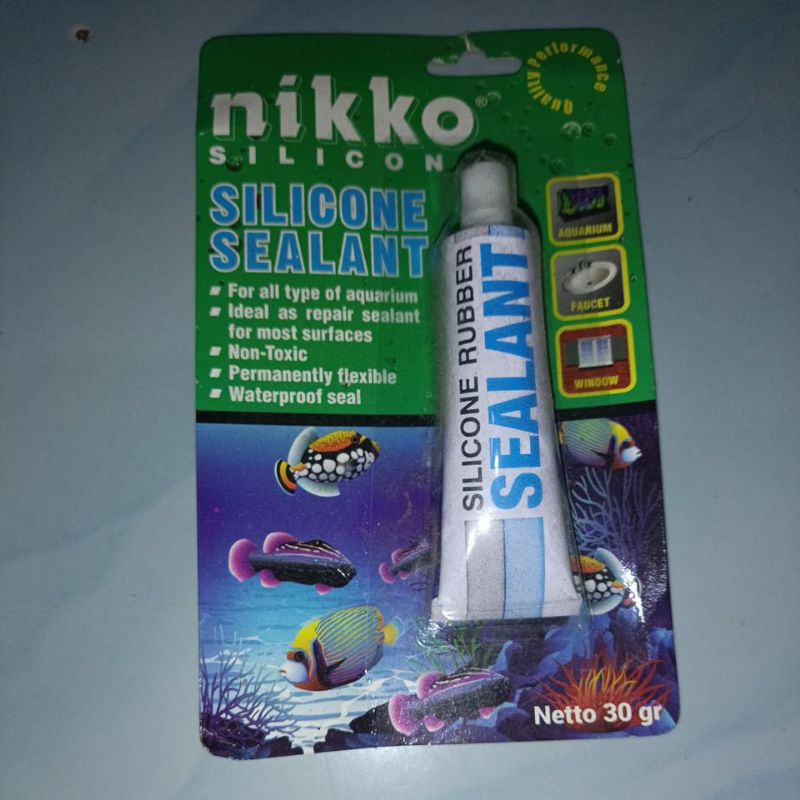 nikko®
SILICON
SILICONE
SEALANT
For all type of aquarium
Ideal as repair sealant
for most surfaces
Non-Toxic
Permanently flexible
Waterproof seal
Quality Performance
AQUARIUM
FAUCET
WINDOW
SILICONE RUBBER
SEALANT
Netto 30 gr